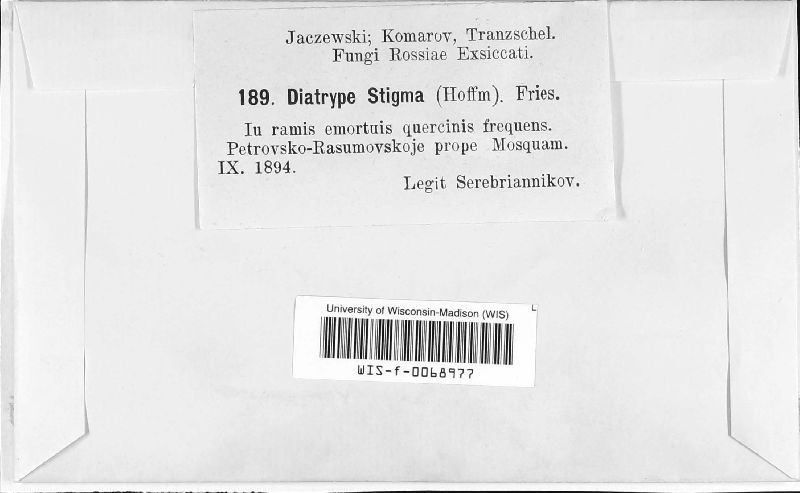 Jaczewski; Komarov, Tranzschel.
Fungi Rossiae Exsiccati.
189. Diatrype Stigma (Hoffm). Fries.
Iu ramis emortuis quercinis frequens.
Petrovsko-Rasumovskoje prope Mosquam.
IX. 1894.
Legit Serebriannikov.
University of Wisconsin-Madison (WIS)
WIS-f-0068977